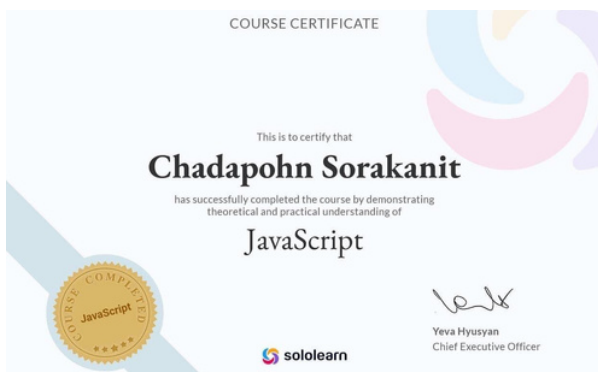 COURSE CERTIFICATE
This is to certify that
Chadapohn Sorakanit
has successfully completed the course by demonstrating
theoretical and practical understanding of
JavaScript
COURSE COMPLETED
JavaScript
Yeva Hyusyan
Chief Executive Officer
sololearn